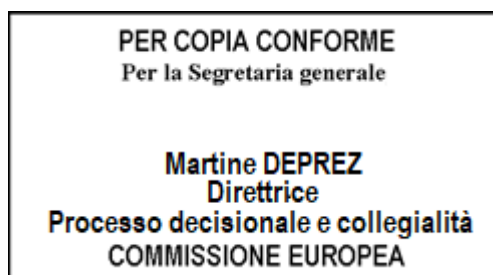 PER COPIA CONFORME
Per la Segretaria generale
Martine DEPREZ
Direttrice
Processo decisionale e collegialità
COMMISSIONE EUROPEA